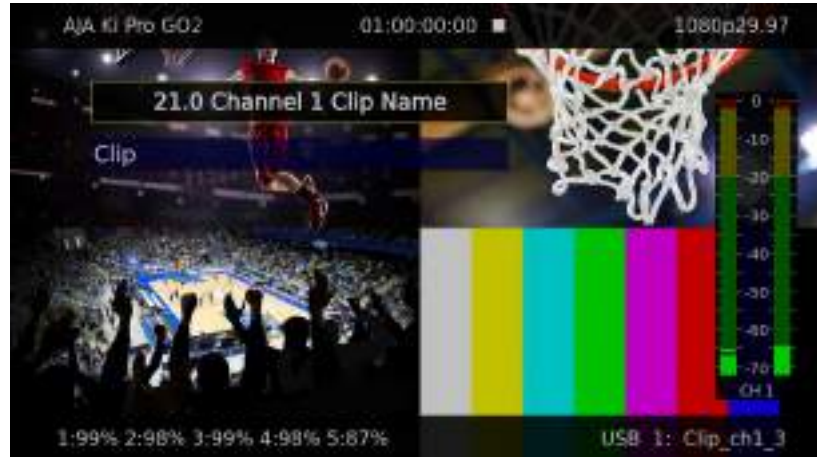 AJA Ki Pro GO2 01:00:00:00 1080p29.97
21.0 Channel 1 Clip Name
Clip
0
-10
-20
-30
-40
-50
-60
-70
CH 1
1:99% 2:98% 3:99% 4:98% 5:87% USB 1: Clip_ch1_3